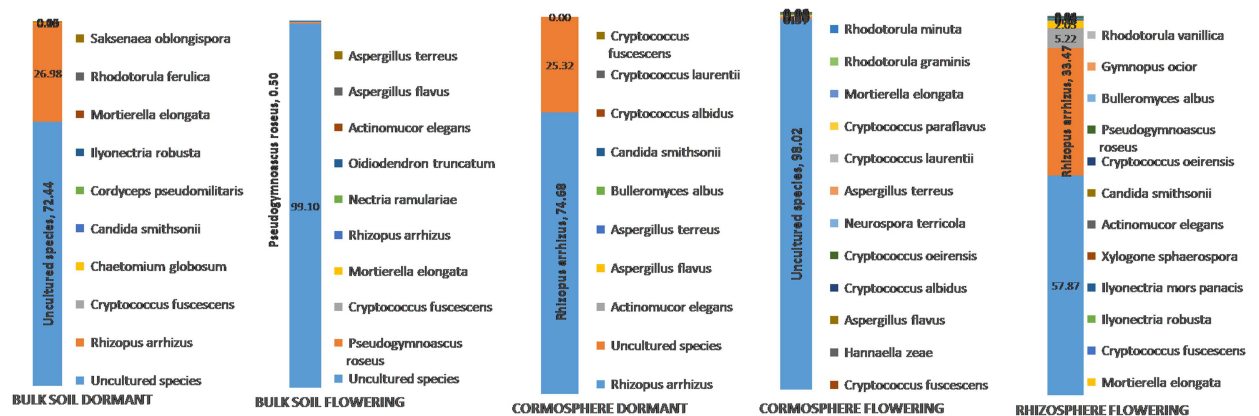 26.98
Uncultured species, 72.44
Saksenaea oblongispora
Rhodotorula ferulica
Mortierella elongata
Ilyonectria robusta
Cordyceps pseudomilitaris
Candida smithsonii
Chaetomium globosum
Cryptococcus fuscescens
Rhizopus arrhizus
Uncultured species
BULK SOIL DORMANT
Pseudogymnoascus roseus, 0.50
99.10
Aspergillus terreus
Aspergillus flavus
Actinomucor elegans
Oidiodendron truncatum
Nectria ramulariae
Rhizopus arrhizus
Mortierella elongata
Cryptococcus fuscescens
Pseudogymnoascus
roseus
Uncultured species
BULK SOIL FLOWERING
0.00
25.32
Rhizopus arrhizus, 74.68
Cryptococcus
fuscescens
Cryptococcus laurentii
Cryptococcus albidus
Candida smithsonii
Bulleromyces albus
Aspergillus terreus
Aspergillus flavus
Actinomucor elegans
Uncultured species
Rhizopus arrhizus
CORMOSPHERE DORMANT
Uncultured species, 98.02
Rhodotorula minuta
Rhodotorula graminis
Mortierella elongata
Cryptococcus paraflavus
Cryptococcus laurentii
Aspergillus terreus
Neurospora terricola
Cryptococcus oeirensis
Cryptococcus albidus
Aspergillus flavus
Hannaella zeae
Cryptococcus fuscescens
CORMOSPHERE FLOWERING
5.22
Rhizopus arrhizus, 33.47
57.87
Rhodotorula vanillica
Gymnopus ocior
Bulleromyces albus
Pseudogymnoascus
roseus
Cryptococcus oeirensis
Candida smithsonii
Actinomucor elegans
Xylogone sphaerospora
Ilyonectria mors panacis
Ilyonectria robusta
Cryptococcus fuscescens
Mortierella elongata
RHIZOSPHERE FLOWERING